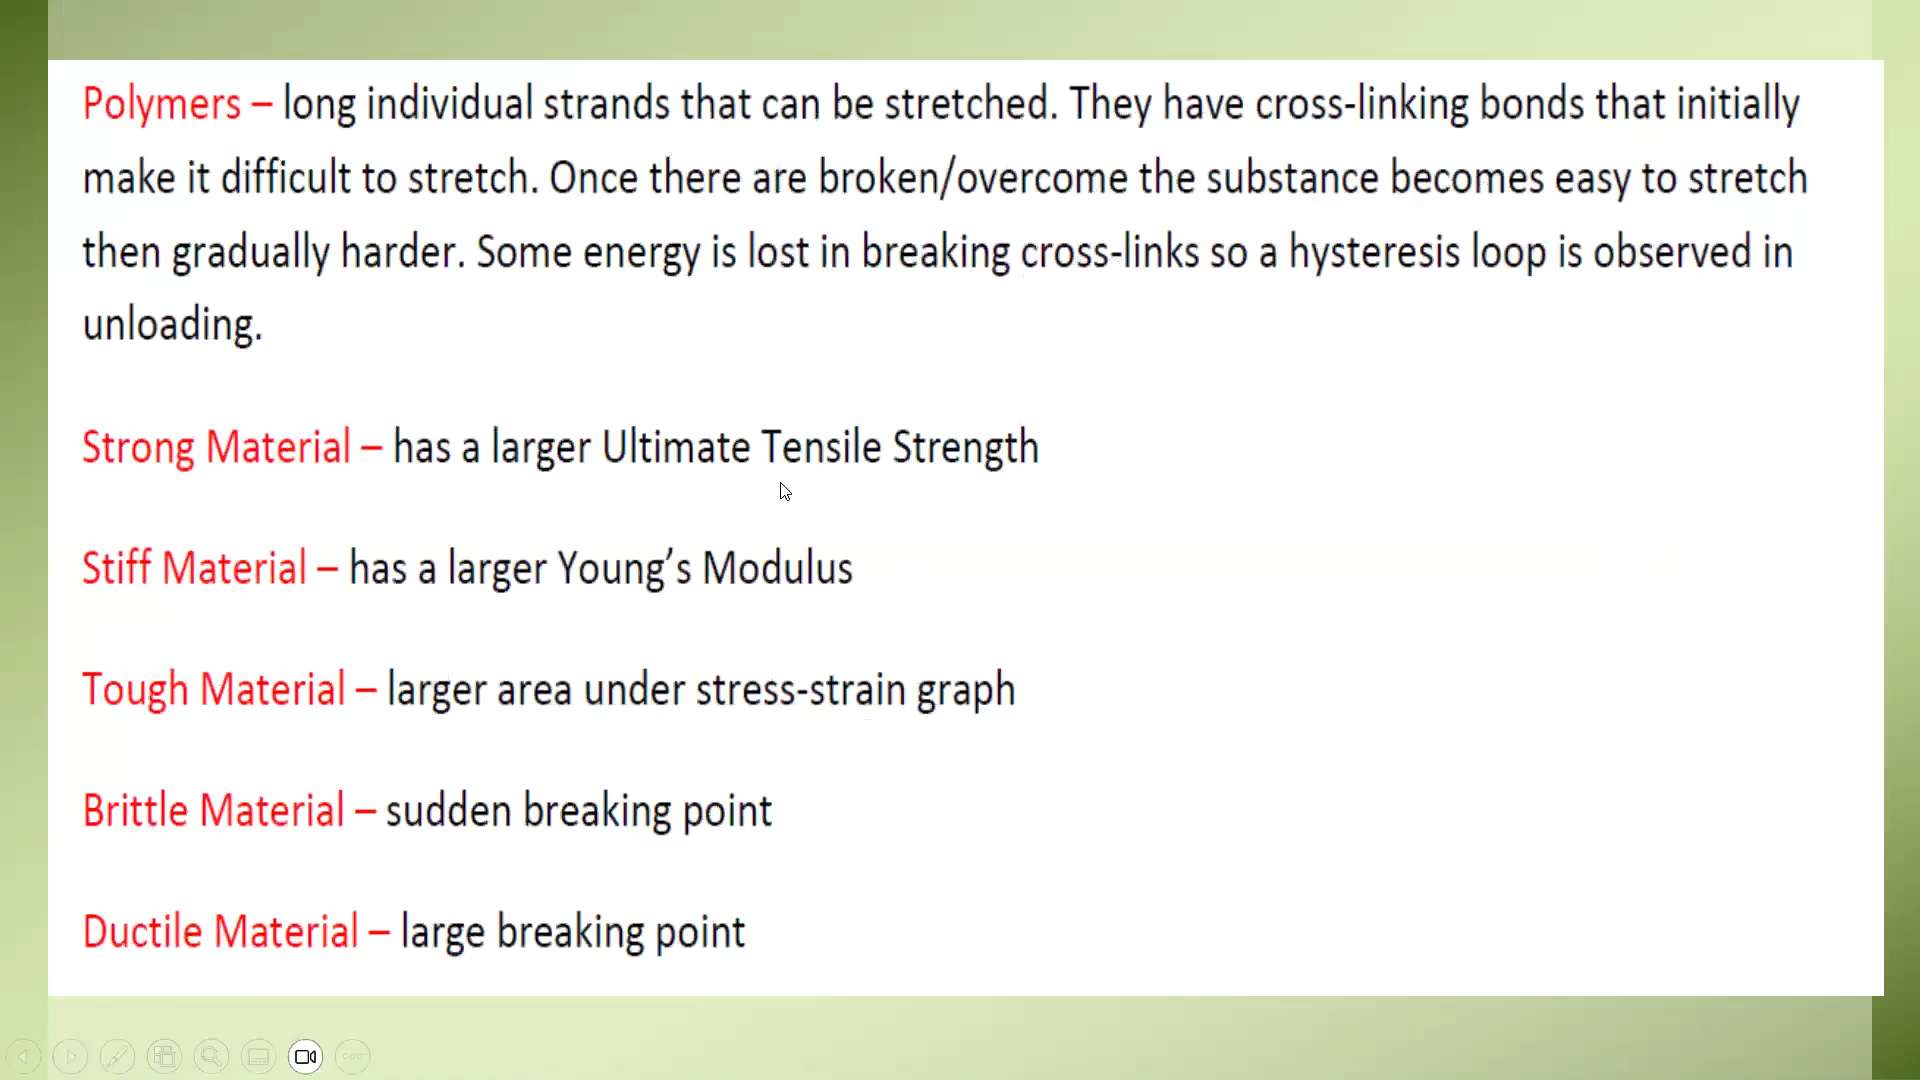 Polymers – long individual strands that can be stretched. They have cross-linking bonds that initially
make it difficult to stretch. Once there are broken/overcome the substance becomes easy to stretch
then gradually harder. Some energy is lost in breaking cross-links so a hysteresis loop is observed in
unloading.
Strong Material – has a larger Ultimate Tensile Strength
Stiff Material – has a larger Young’s Modulus
Tough Material – larger area under stress-strain graph
Brittle Material – sudden breaking point
Ductile Material – large breaking point